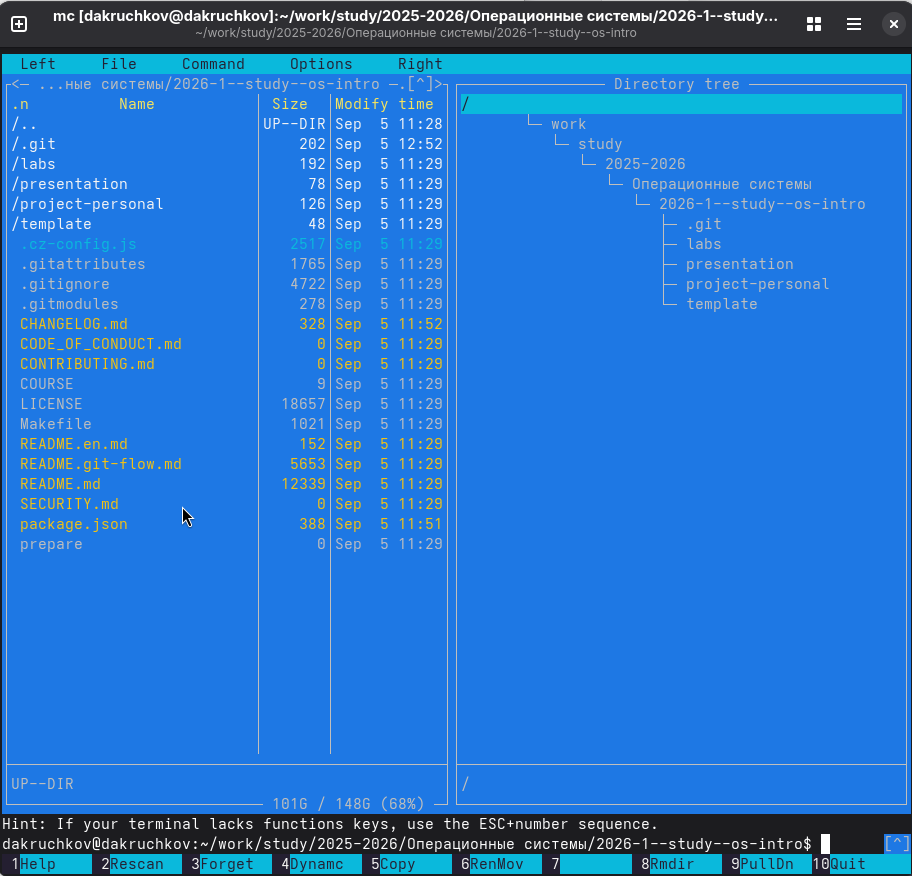 mc [dakruchkov@dakruchkov]:~/work/study/2025-2026/Операционные системы/2026-1--study...
~/work/study/2025-2026/Операционные системы/2026-1--study--os-intro
Left File Command Options Right
<— ...ные системы/2026-1--study--os-intro —.[^]>
.n Name Size Modify time
/.. UP--DIR Sep 5 11:28
/.git 202 Sep 5 12:52
/labs 192 Sep 5 11:29
/presentation 78 Sep 5 11:29
/project-personal 126 Sep 5 11:29
/template 48 Sep 5 11:29
.cz-config.js 2517 Sep 5 11:29
.gitattributes 1765 Sep 5 11:29
.gitignore 4722 Sep 5 11:29
.gitmodules 278 Sep 5 11:29
CHANGELOG.md 328 Sep 5 11:52
CODE_OF_CONDUCT.md 0 Sep 5 11:29
CONTRIBUTING.md 0 Sep 5 11:29
COURSE 9 Sep 5 11:29
LICENSE 18657 Sep 5 11:29
Makefile 1021 Sep 5 11:29
README.en.md 152 Sep 5 11:29
README.git-flow.md 5653 Sep 5 11:29
README.md 12339 Sep 5 11:29
SECURITY.md 0 Sep 5 11:29
package.json 388 Sep 5 11:51
prepare 0 Sep 5 11:29
UP--DIR
101G / 148G (68%)
Directory tree
/
work
study
2025-2026
Операционные системы
2026-1--study--os-intro
.git
labs
presentation
project-personal
template
/
Hint: If your terminal lacks functions keys, use the ESC+number sequence.
dakruchkov@dakruchkov:~/work/study/2025-2026/Операционные системы/2026-1--study--os-intro$ [^]
1Help 2Rescan 3Forget 4Dynamc 5Copy 6RenMov 7 8Rmdir 9PullDn 10Quit